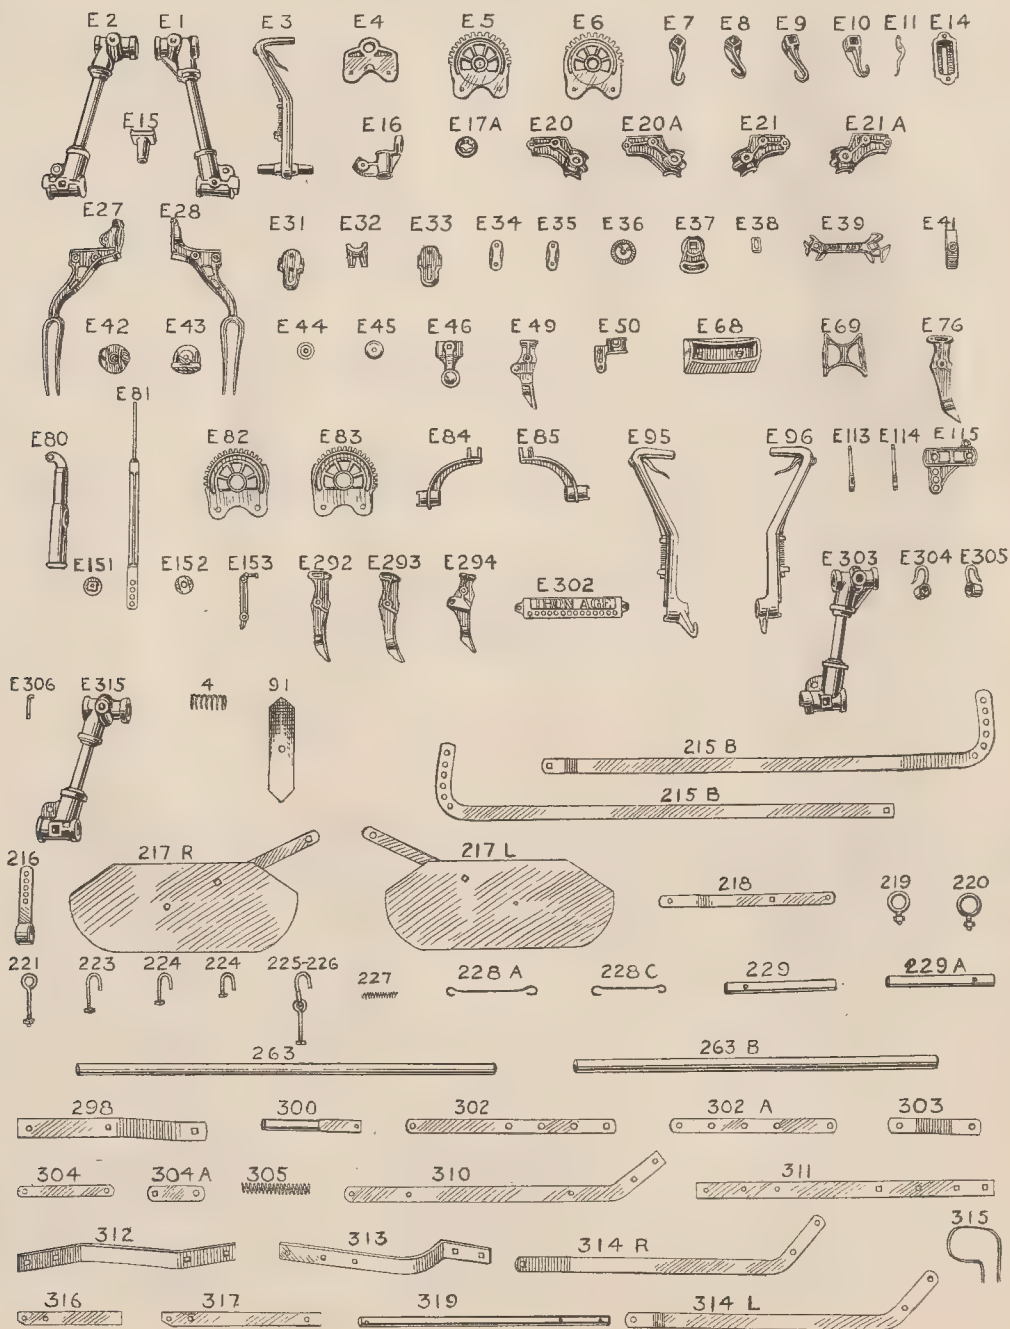 E2 E1 E3 E4 E5 E6 E7 E8 E9 E10 E11 E14
E15 E16 E17A E20 E20A E21 E21A
E27 E28 E31 E32 E33 E34 E35 E36 E37 E38 E39 E41
E42 E43 E44 E45 E46 E49 E50 E68 E69 E76
E81
E80 E82 E83 E84 E85 E95 E96 E113 E114 E115
E151 E152 E153 E292 E293 E294 E302 E303 E304 E305
IRON AGE
E306 E315 4 91
215 B
215 B
216 217 R 217 L 218 219 220
221 223 224 224 225-226 227 228 A 228 C 229 229 A
263 263 B
298 300 302 302 A 303
304 304 A 305 310 311
312 313 314 R 315
316 317 319 314 L